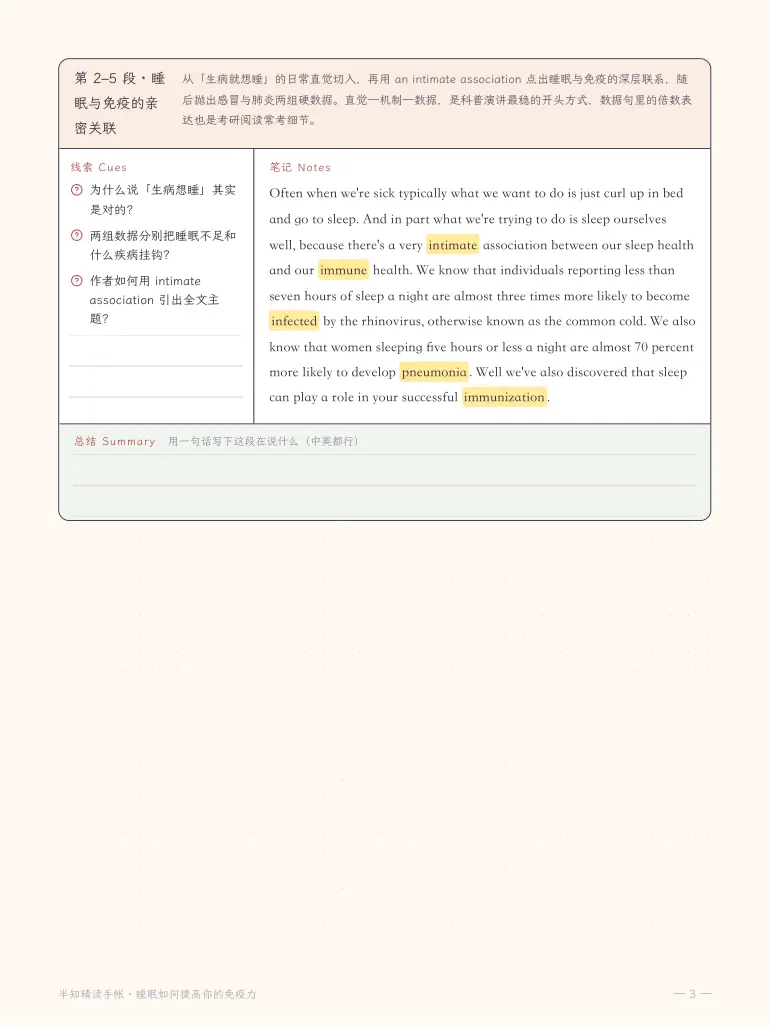 第 2–5 段·睡
眠与免疫的亲
密关联
从「生病就想睡」的日常直觉切入，再用 an intimate association 点出睡眠与免疫的深层联系，随
后抛出感冒与肺炎两组硬数据。直觉—机制—数据，是科普演讲最稳的开头方式，数据句里的倍数表
达也是考研阅读常考细节。
线索 Cues
为什么说「生病想睡」其实
是对的？
两组数据分别把睡眠不足和
什么疾病挂钩？
作者如何用 intimate
association 引出全文主
题？
笔记 Notes
Often when we're sick typically what we want to do is just curl up in bed
and go to sleep. And in part what we're trying to do is sleep ourselves
well, because there's a very intimate association between our sleep health
and our immune health. We know that individuals reporting less than
seven hours of sleep a night are almost three times more likely to become
infected by the rhinovirus, otherwise known as the common cold. We also
know that women sleeping five hours or less a night are almost 70 percent
more likely to develop pneumonia. Well we've also discovered that sleep
can play a role in your successful immunization.
总结 Summary 用一句话写下这段在说什么（中英都行）
半知精读手帐·睡眠如何提高你的免疫力
— 3 —